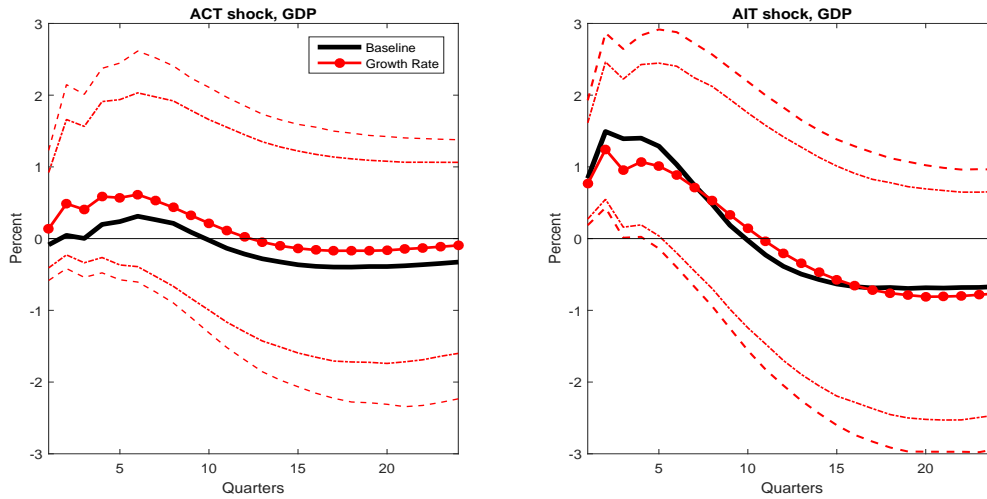 ACT shock, GDP
3
2
1
0
-1
-2
-3
Percent
5
10
15
20
Quarters
Baseline
Growth Rate
AIT shock, GDP
3
2
1
0
-1
-2
-3
Percent
5
10
15
20
Quarters